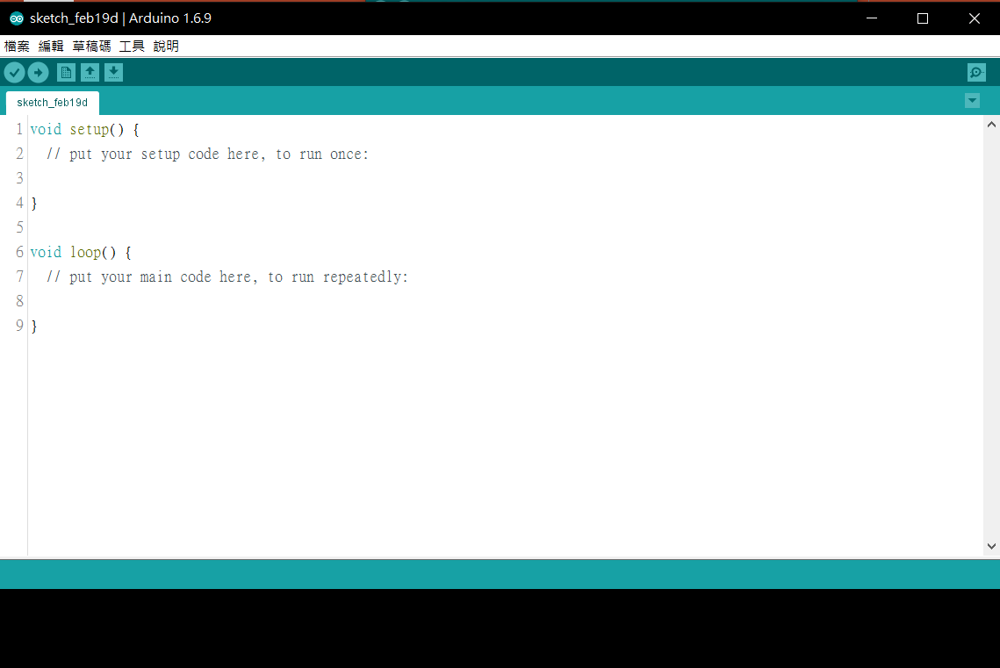 sketch_feb19d | Arduino 1.6.9
檔案 編輯 草稿碼 工具 說明
sketch_feb19d
1 void setup() {
2   // put your setup code here, to run once:
3
4 }
5
6 void loop() {
7   // put your main code here, to run repeatedly:
8
9 }